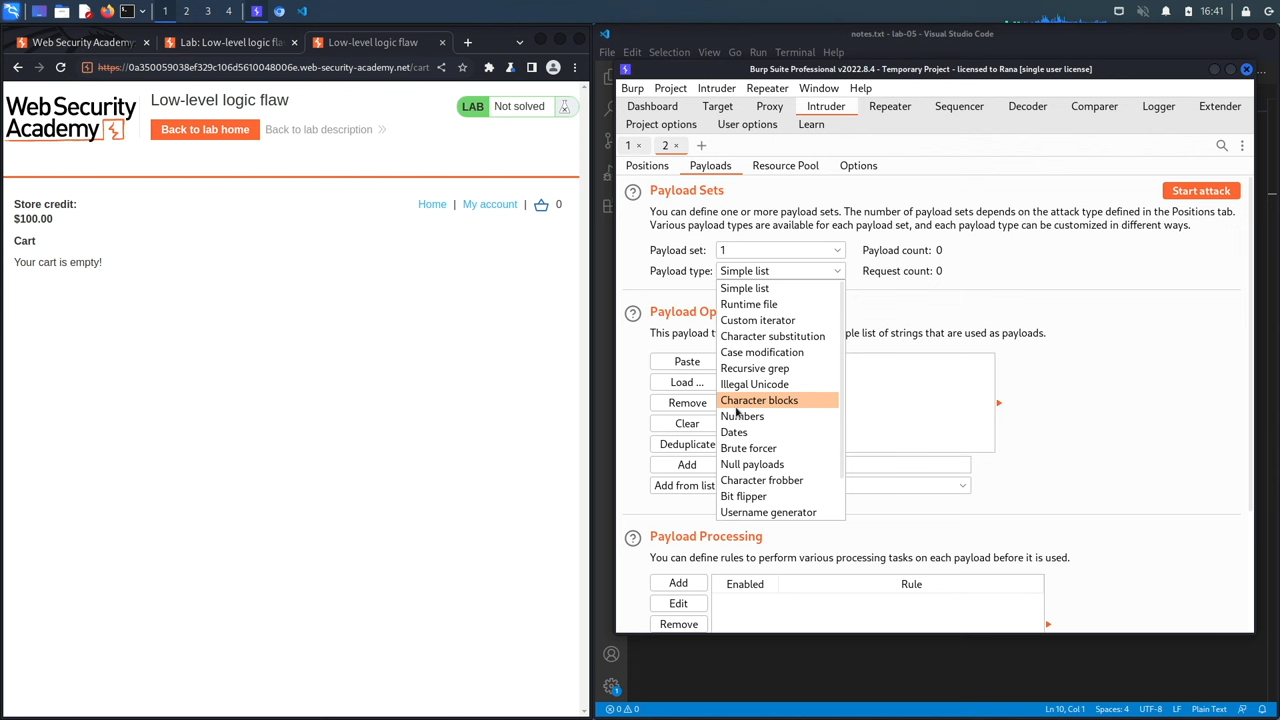 1 2 3 4
16:41
Web Security Academy
Lab: Low-level logic fla
Low-level logic flaw
https://0a350059038ef329c106d5610048006e.web-security-academy.net/cart
Web Security
Academy
Low-level logic flaw
Back to lab home
Back to lab description
LAB Not solved
Store credit:
$100.00
Home | My account | 0
Cart
Your cart is empty!
notes.txt - lab-05 - Visual Studio Code
File Edit Selection View Go Run Terminal Help
Burp Suite Professional v2022.8.4 - Temporary Project - licensed to Rana [single user license]
Burp Project Intruder Repeater Window Help
Dashboard Target Proxy Intruder Repeater Sequencer Decoder Comparer Logger Extender
Project options User options Learn
1 × 2 × +
Positions Payloads Resource Pool Options
Payload Sets
Start attack
You can define one or more payload sets. The number of payload sets depends on the attack type defined in the Positions tab.
Various payload types are available for each payload set, and each payload type can be customized in different ways.
Payload set: 1 Payload count: 0
Payload type: Simple list Request count: 0
Simple list
Runtime file
Custom iterator
Character substitution
Case modification
Recursive grep
Illegal Unicode
Character blocks
Numbers
Dates
Brute forcer
Null payloads
Character frobber
Bit flipper
Username generator
Payload Op
This payload t ple list of strings that are used as payloads.
Paste
Load ...
Remove
Clear
Deduplicate
Add
Add from list
Payload Processing
You can define rules to perform various processing tasks on each payload before it is used.
Add
Edit
Remove
Enabled Rule
0 0
Ln 10, Col 1 Spaces: 4 UTF-8 LF Plain Text